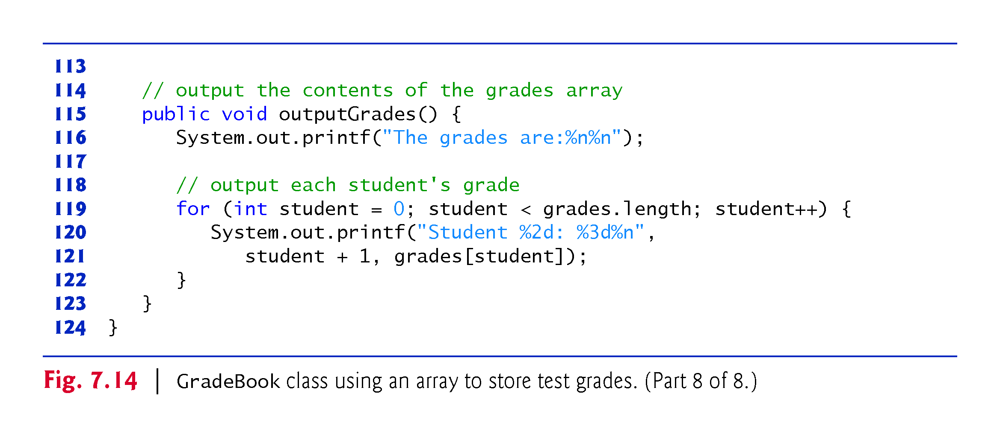 113
114     // output the contents of the grades array
115     public void outputGrades() {
116        System.out.printf("The grades are:%n%n");
117
118        // output each student's grade
119        for (int student = 0; student < grades.length; student++) {
120           System.out.printf("Student %2d: %3d%n",
121              student + 1, grades[student]);
122        }
123     }
124  }
Fig. 7.14 | GradeBook class using an array to store test grades. (Part 8 of 8.)